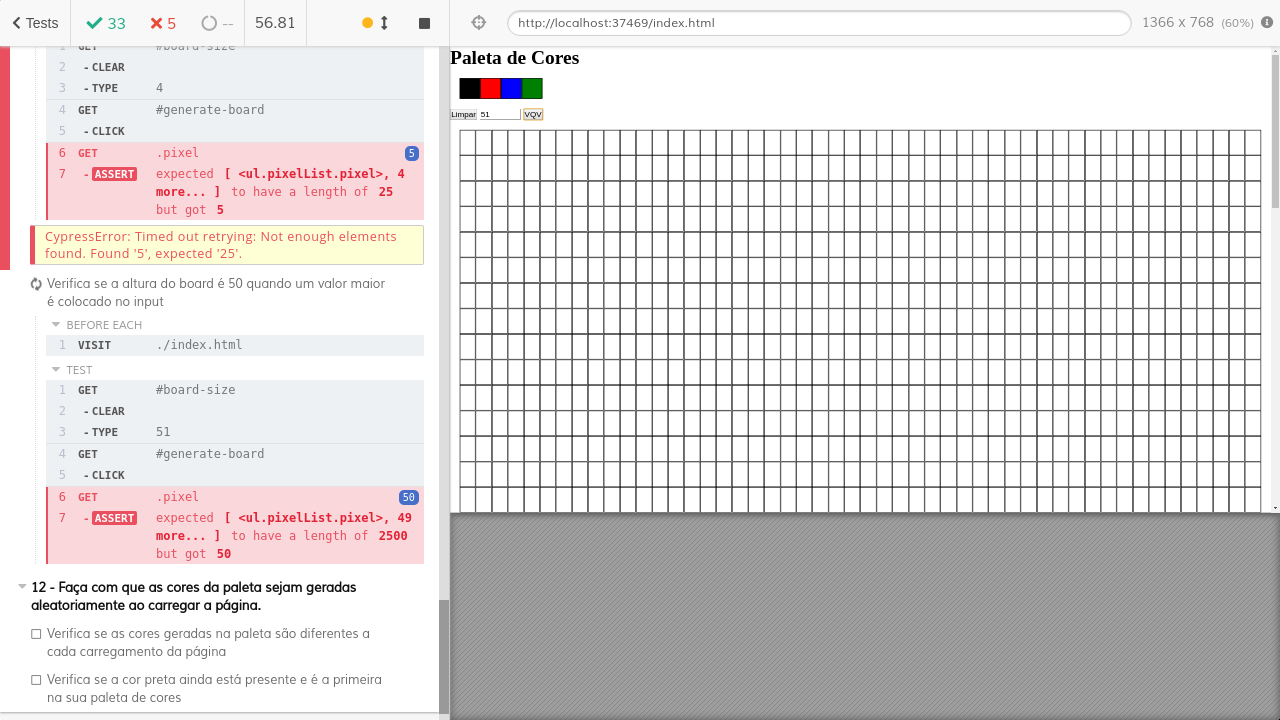 Tests
33
5
--
56.81
http://localhost:37469/index.html
1366 x 768 (60%)
1 GET #board-size
2 - CLEAR
3 - TYPE 4
4 GET #generate-board
5 - CLICK
6 GET .pixel 5
7 - ASSERT expected [ <ul.pixelList.pixel>, 4
more... ] to have a length of 25
but got 5
CypressError: Timed out retrying: Not enough elements
found. Found '5', expected '25'.
Verifica se a altura do board é 50 quando um valor maior
é colocado no input
BEFORE EACH
1 VISIT ./index.html
TEST
1 GET #board-size
2 - CLEAR
3 - TYPE 51
4 GET #generate-board
5 - CLICK
6 GET .pixel 50
7 - ASSERT expected [ <ul.pixelList.pixel>, 49
more... ] to have a length of 2500
but got 50
12 - Faça com que as cores da paleta sejam geradas
aleatoriamente ao carregar a página.
Verifica se as cores geradas na paleta são diferentes a
cada carregamento da página
Verifica se a cor preta ainda está presente e é a primeira
na sua paleta de cores
Paleta de Cores
Limpar 51 VQV